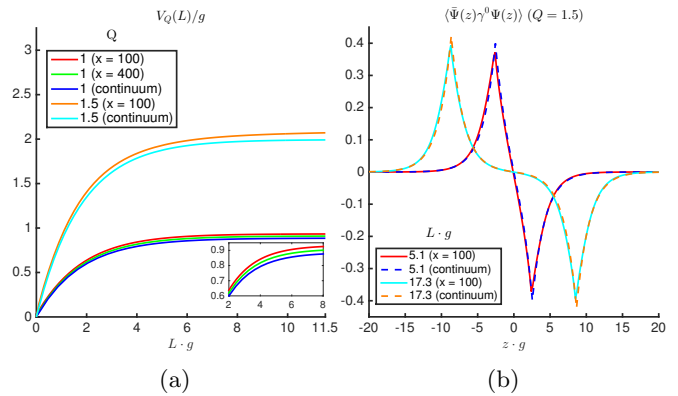 V_Q(L)/g
Q
1 (x = 100)
1 (x = 400)
1 (continuum)
1.5 (x = 100)
1.5 (continuum)
3
2.5
2
1.5
1
0.5
0
0.9
0.8
0.7
0.6
2 4 6 8
0 2 4 6 8 10 11.5
L · g
(a)
⟨Ψ̄(z)γ⁰Ψ(z)⟩ (Q = 1.5)
0.4
0.3
0.2
0.1
0
-0.1
-0.2
-0.3
-0.4
L · g
5.1 (x = 100)
5.1 (continuum)
17.3 (x = 100)
17.3 (continuum)
-20 -15 -10 -5 0 5 10 15 20
z · g
(b)